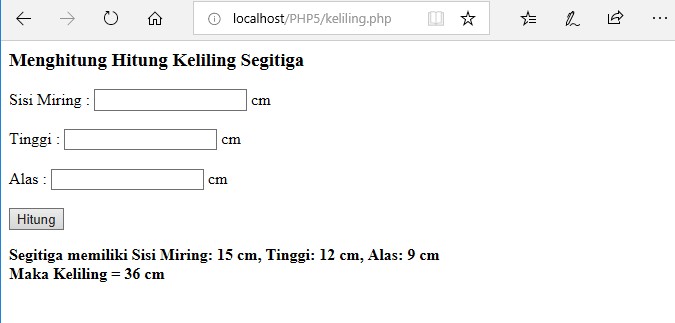 localhost/PHP5/keliling.php
Menghitung Hitung Keliling Segitiga
Sisi Miring : cm
Tinggi : cm
Alas : cm
Hitung
Segitiga memiliki Sisi Miring: 15 cm, Tinggi: 12 cm, Alas: 9 cm
Maka Keliling = 36 cm